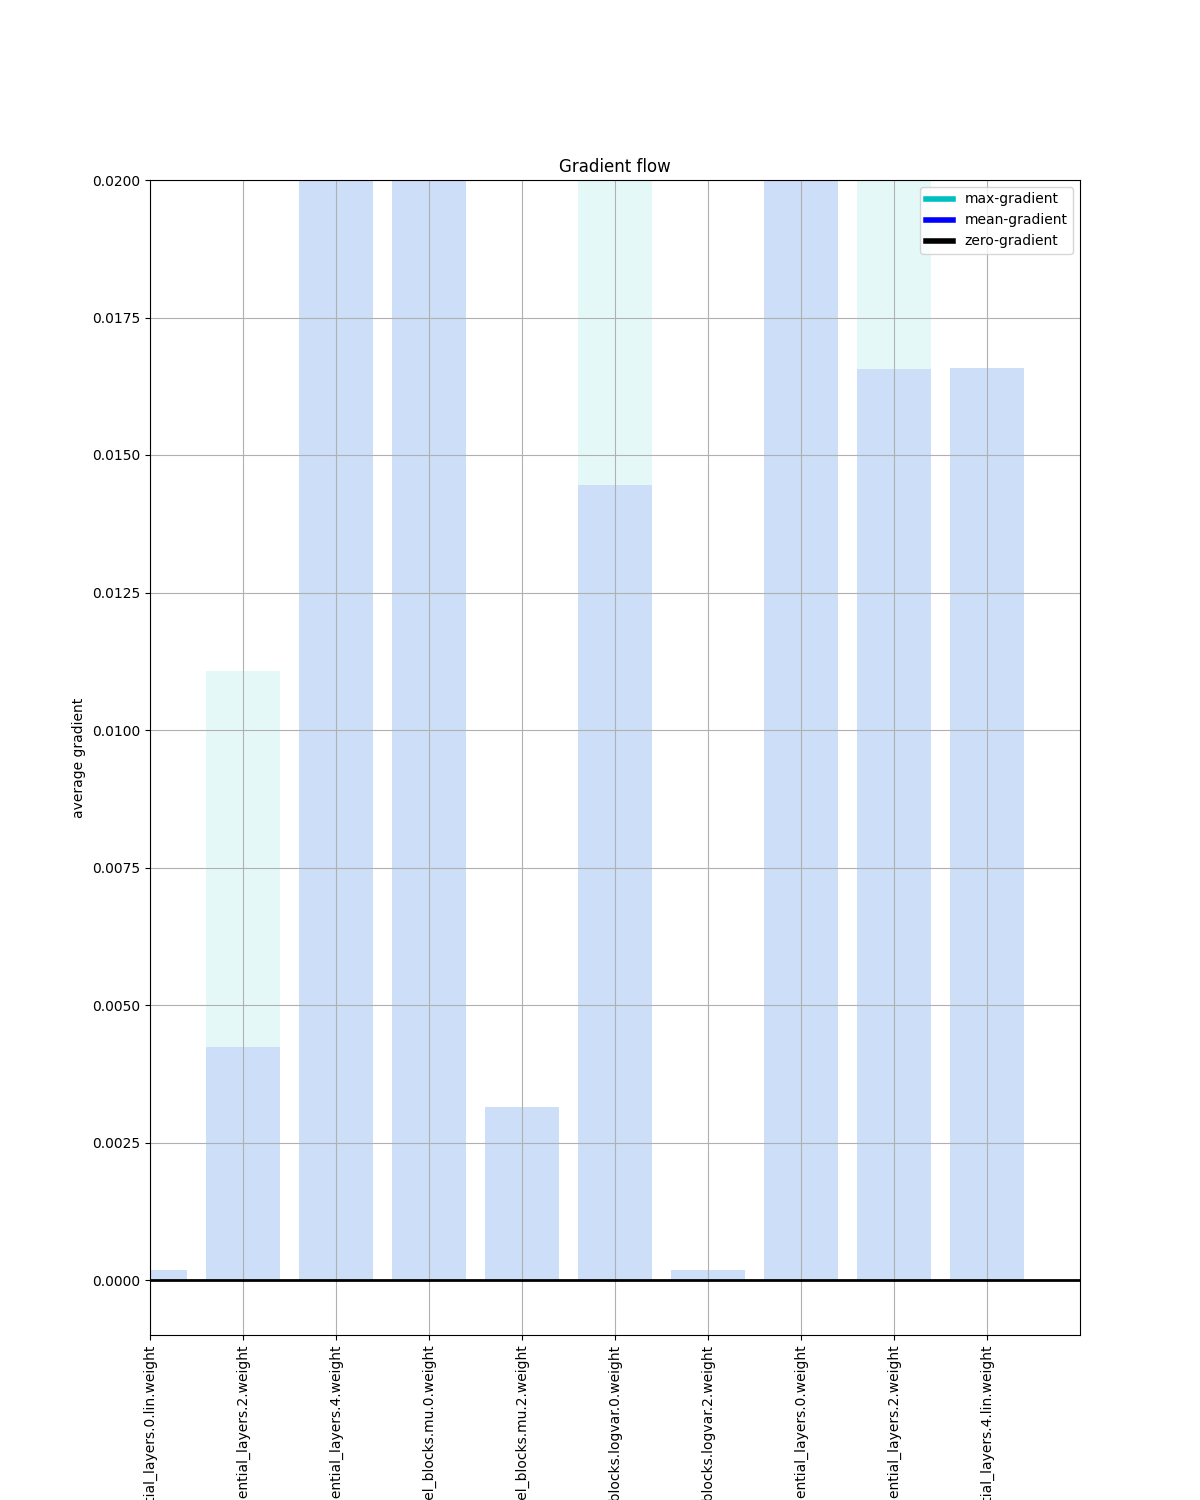 Gradient flow
max-gradient
mean-gradient
zero-gradient
average gradient
0.0200
0.0175
0.0150
0.0125
0.0100
0.0075
0.0050
0.0025
0.0000
tial_layers.0.lin.weight
ential_layers.2.weight
ential_layers.4.weight
el_blocks.mu.0.weight
el_blocks.mu.2.weight
blocks.logvar.0.weight
blocks.logvar.2.weight
ential_layers.0.weight
ential_layers.2.weight
tial_layers.4.lin.weight